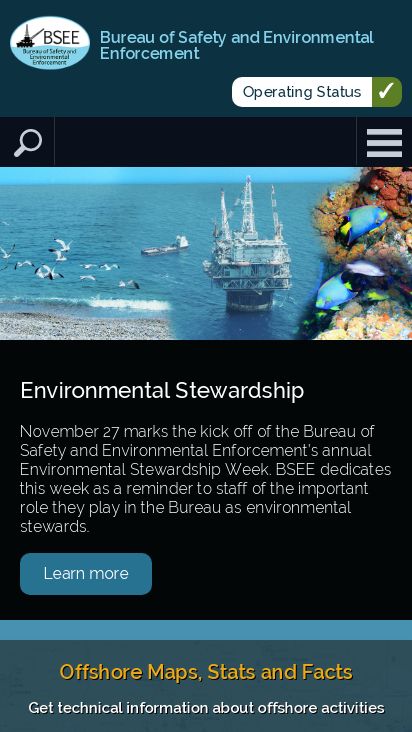 BSEE
Bureau of Safety and
Environmental
Enforcement
Bureau of Safety and Environmental
Enforcement
Operating Status ✓
Environmental Stewardship
November 27 marks the kick off of the Bureau of
Safety and Environmental Enforcement's annual
Environmental Stewardship Week. BSEE dedicates
this week as a reminder to staff of the important
role they play in the Bureau as environmental
stewards.
Learn more
Offshore Maps, Stats and Facts
Get technical information about offshore activities